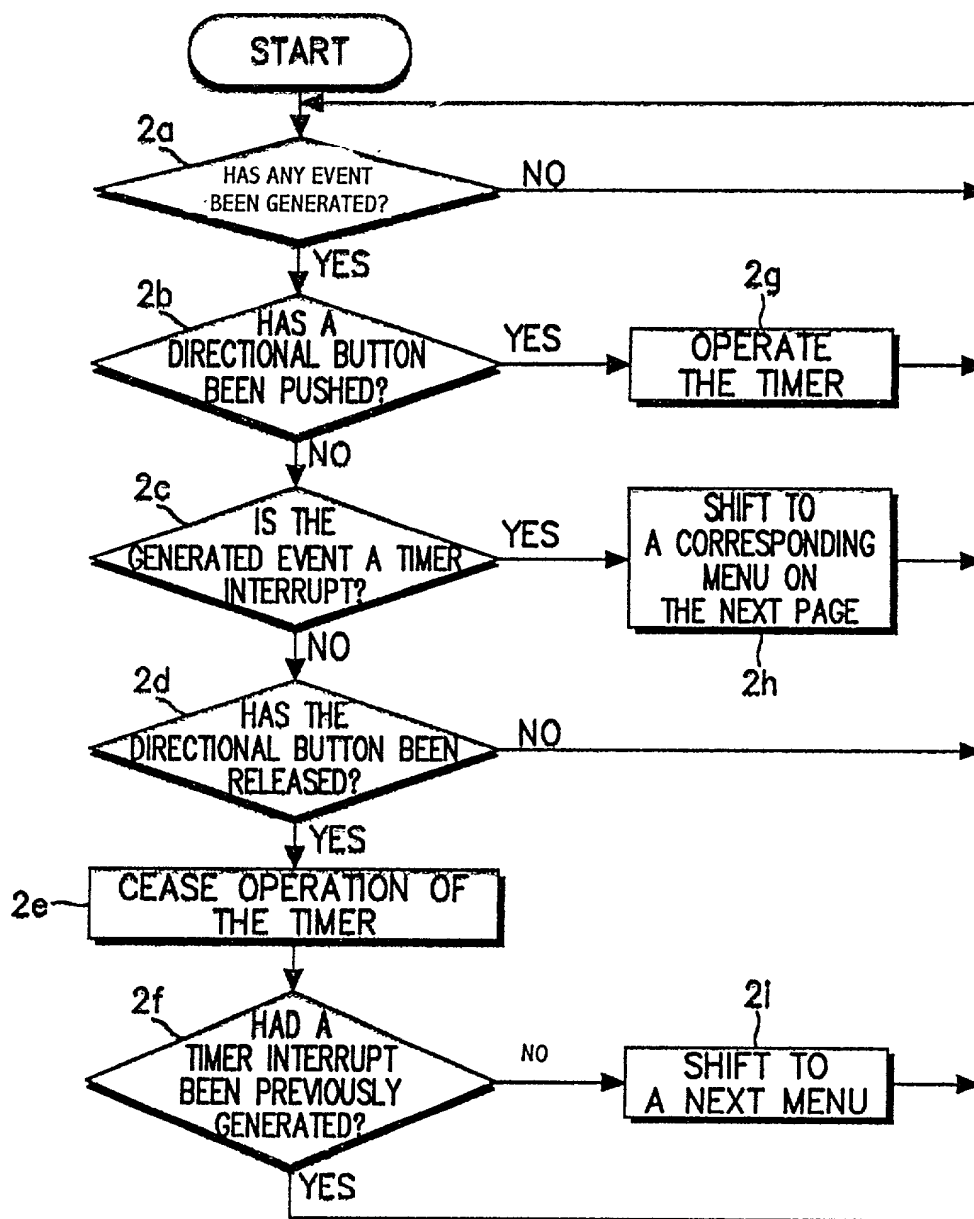 START
2a
HAS ANY EVENT
BEEN GENERATED?
NO
YES
2b
HAS A
DIRECTIONAL BUTTON
BEEN PUSHED?
YES
2g
OPERATE
THE TIMER
NO
2c
IS THE
GENERATED EVENT A TIMER
INTERRUPT?
YES
SHIFT TO
A CORRESPONDING
MENU ON
THE NEXT PAGE
2h
NO
2d
HAS THE
DIRECTIONAL BUTTON BEEN
RELEASED?
NO
YES
2e
CEASE OPERATION OF
THE TIMER
2f
HAD A
TIMER INTERRUPT
BEEN PREVIOUSLY
GENERATED?
NO
2i
SHIFT TO
A NEXT MENU
YES